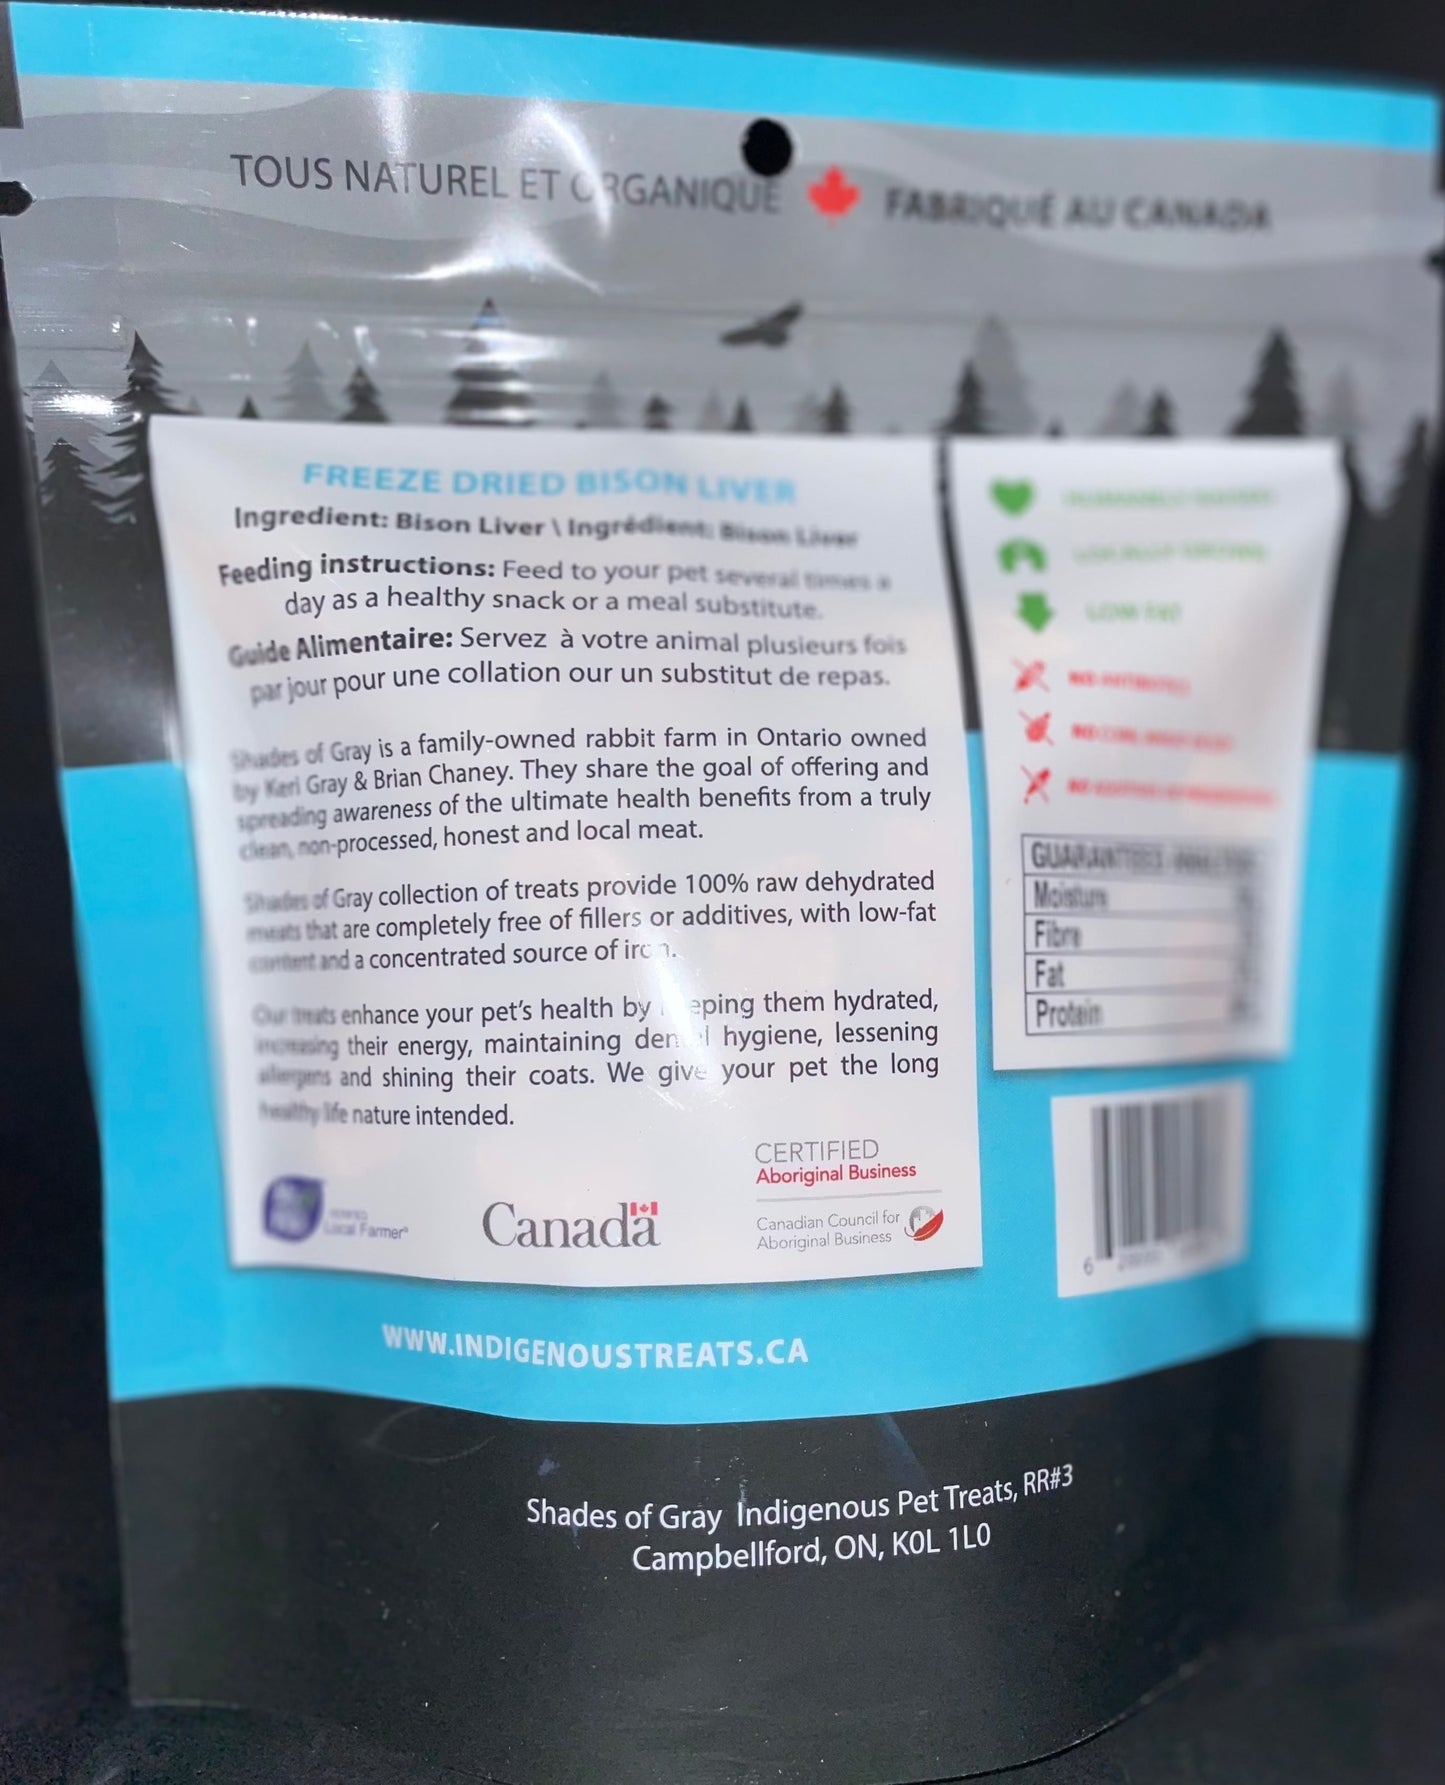 TOUS NATUREL ET ORGANIQUE FABRIQUÉ AU CANADA
FREEZE DRIED BISON LIVER
Ingredient: Bison Liver \ Ingrédient: Bison Liver
Feeding instructions: Feed to your pet several times a
day as a healthy snack or a meal substitute.
Guide Alimentaire: Servez à votre animal plusieurs fois
par jour pour une collation our un substitut de repas.
Shades of Gray is a family-owned rabbit farm in Ontario owned
by Keri Gray & Brian Chaney. They share the goal of offering and
spreading awareness of the ultimate health benefits from a truly
clean, non-processed, honest and local meat.
Shades of Gray collection of treats provide 100% raw dehydrated
meats that are completely free of fillers or additives, with low-fat
content and a concentrated source of iron.
Our treats enhance your pet's health by keeping them hydrated,
increasing their energy, maintaining dental hygiene, lessening
allergens and shining their coats. We give your pet the long
healthy life nature intended.
Local Farmer
Canada
CERTIFIED
Aboriginal Business
Canadian Council for
Aboriginal Business
HUMANELY RAISED
LOCALLY GROWN
LOW FAT
NO ANTIBIOTICS
NO
NO
GUARANTEED ANALYSIS
Moisture
Fibre
Fat
Protein
6
WWW.INDIGENOUSTREATS.CA
Shades of Gray Indigenous Pet Treats, RR#3
Campbellford, ON, K0L 1L0